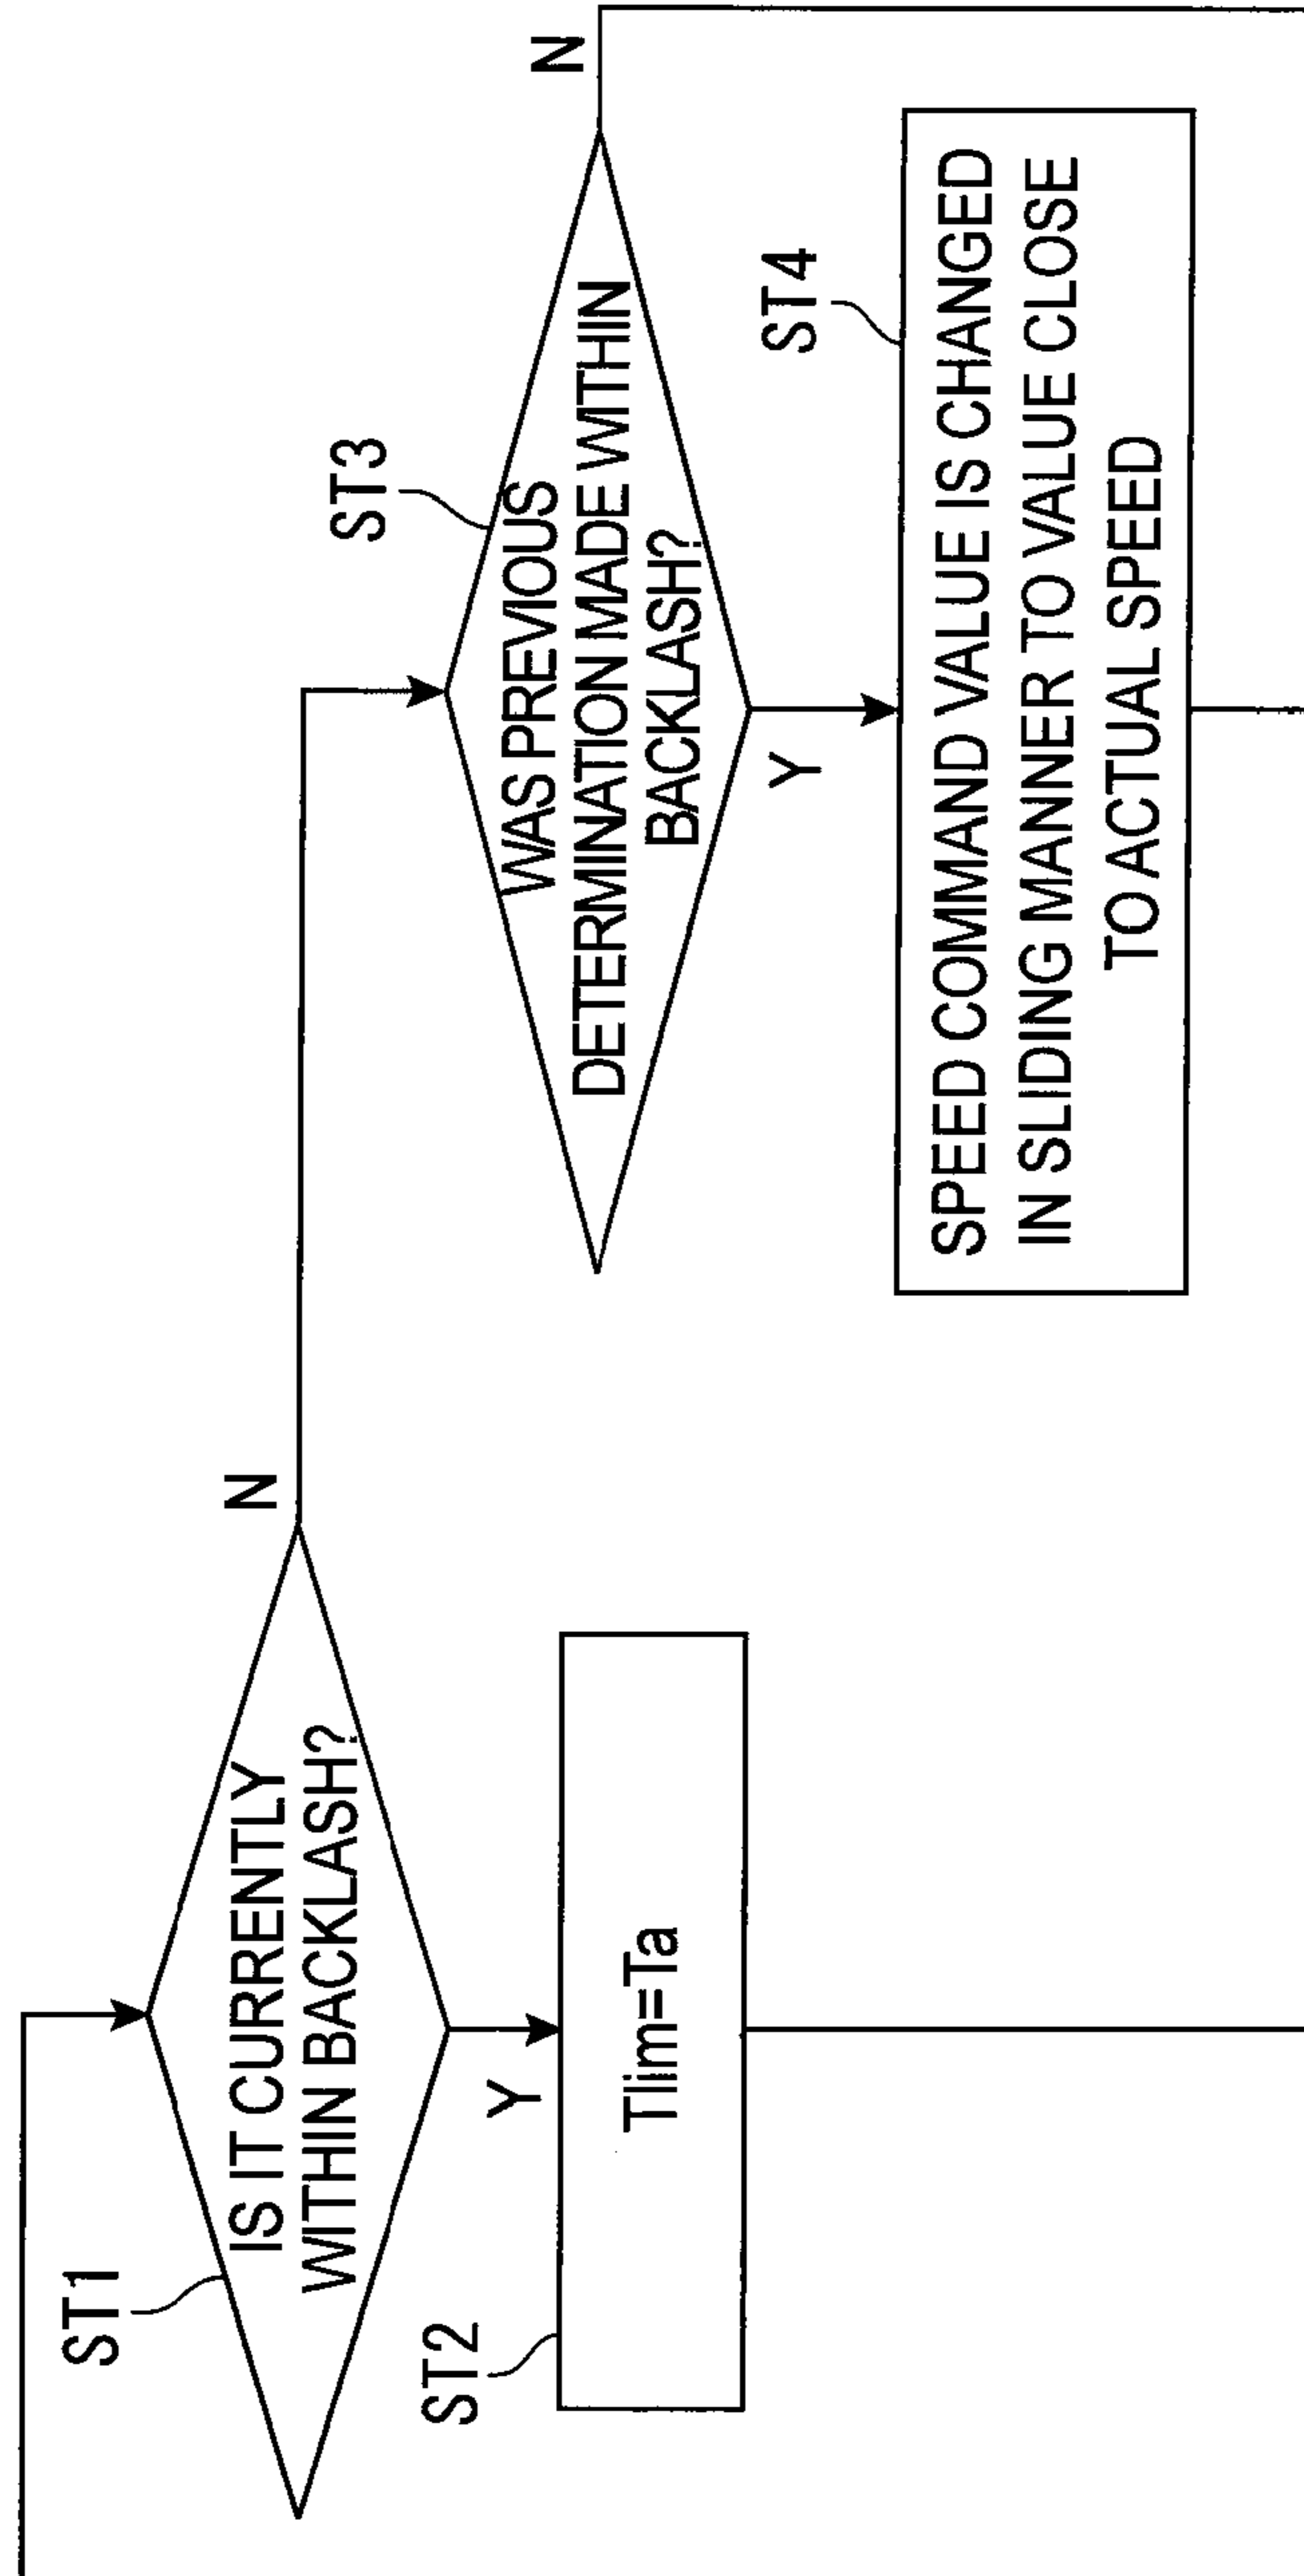 ST1
IS IT CURRENTLY
WITHIN BACKLASH?
N
Y
ST2
Tlim=Ta
ST3
WAS PREVIOUS
DETERMINATION MADE WITHIN
BACKLASH?
N
Y
ST4
SPEED COMMAND VALUE IS CHANGED
IN SLIDING MANNER TO VALUE CLOSE
TO ACTUAL SPEED